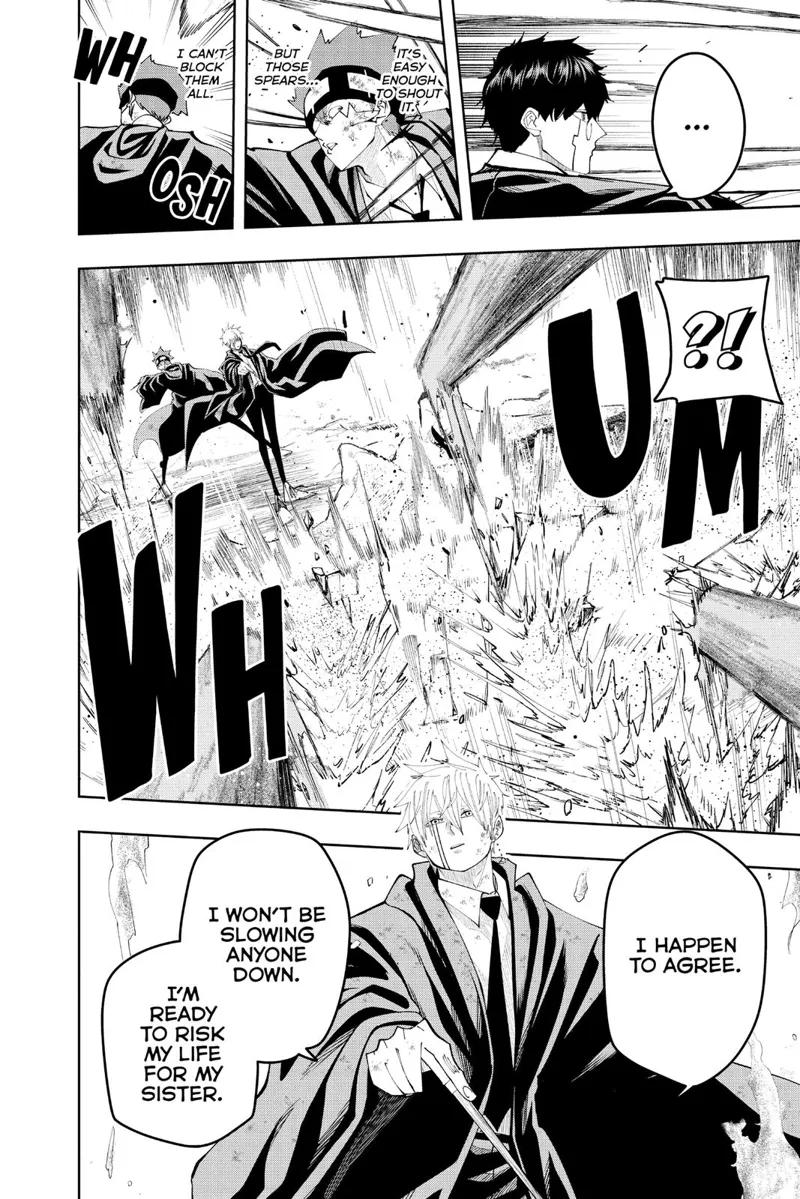 ...
IT'S
EASY
ENOUGH
TO SHOUT
IT.
BUT
THOSE
SPEARS...
I CAN'T
BLOCK
THEM
ALL.
WH
OSH
?!
WH
UM
I HAPPEN
TO AGREE.
I WON'T BE
SLOWING
ANYONE
DOWN.
I'M
READY
TO RISK
MY LIFE
FOR MY
SISTER.